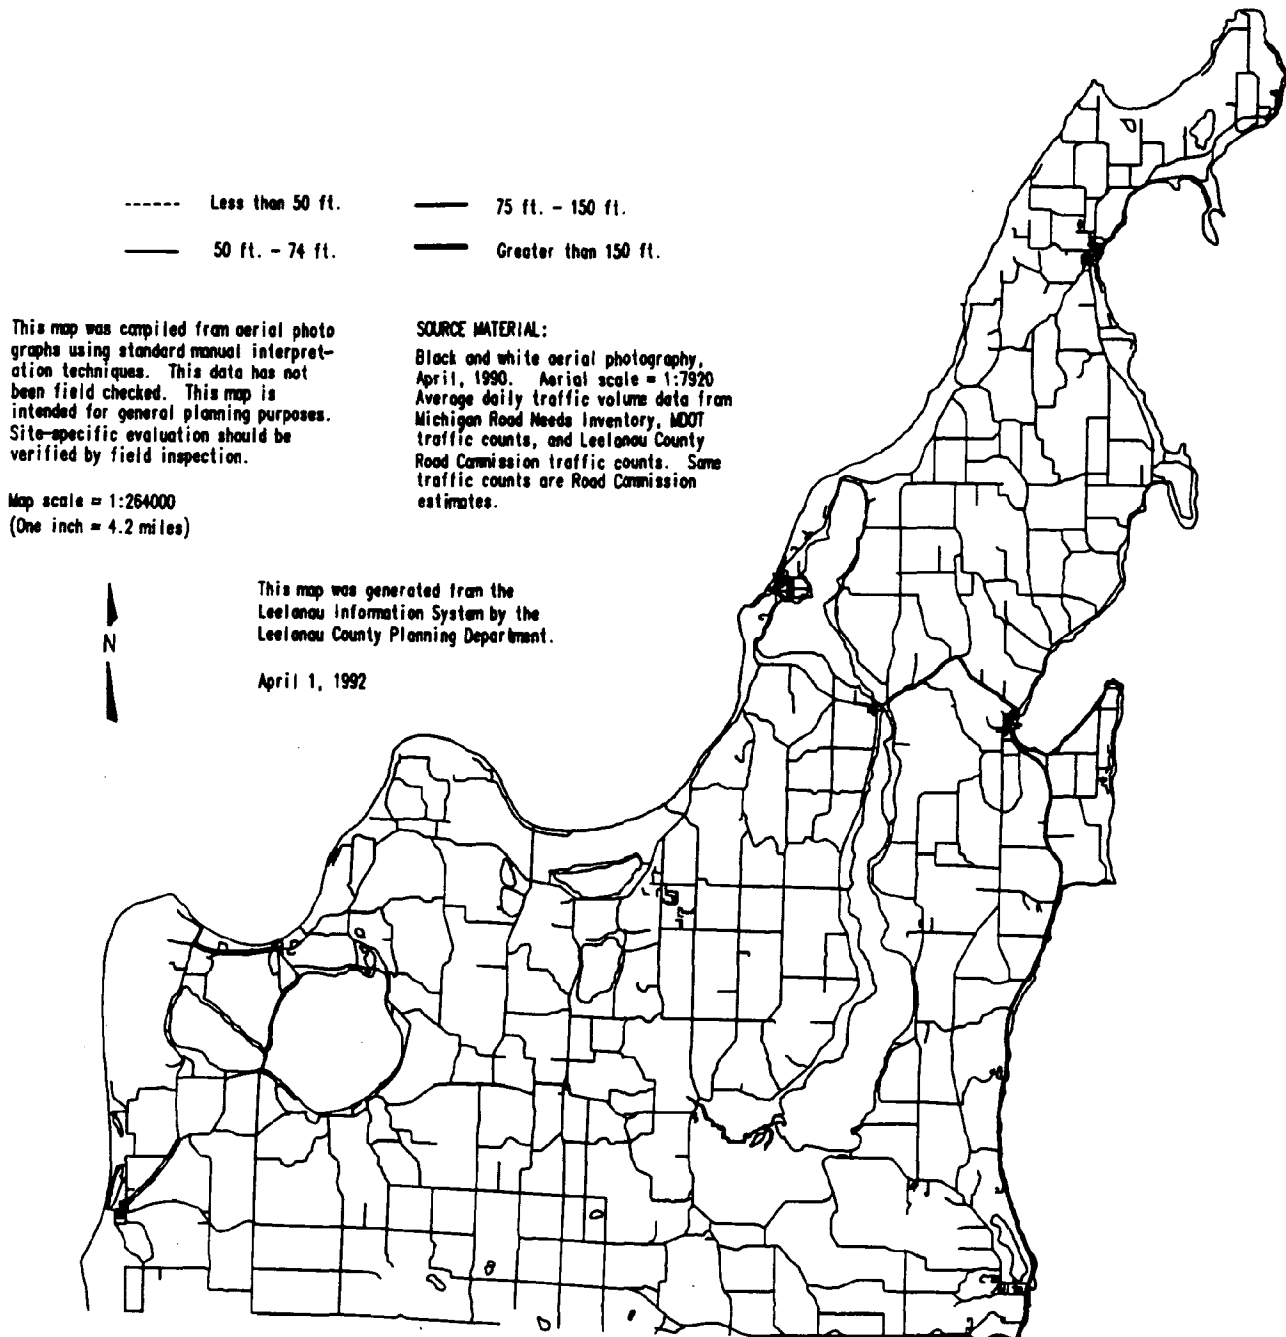 Less than 50 ft.
75 ft. - 150 ft.
50 ft. - 74 ft.
Greater than 150 ft.
This map was compiled from aerial photo
graphs using standard manual interpret-
ation techniques. This data has not
been field checked. This map is
intended for general planning purposes.
Site-specific evaluation should be
verified by field inspection.
Map scale = 1:264000
(One inch = 4.2 miles)
SOURCE MATERIAL:
Black and white aerial photography,
April, 1990. Aerial scale = 1:7920
Average daily traffic volume data from
Michigan Road Needs Inventory, MDOT
traffic counts, and Leelanau County
Road Commission traffic counts. Some
traffic counts are Road Commission
estimates.
N
This map was generated from the
Leelanau Information System by the
Leelanau County Planning Department.
April 1, 1992